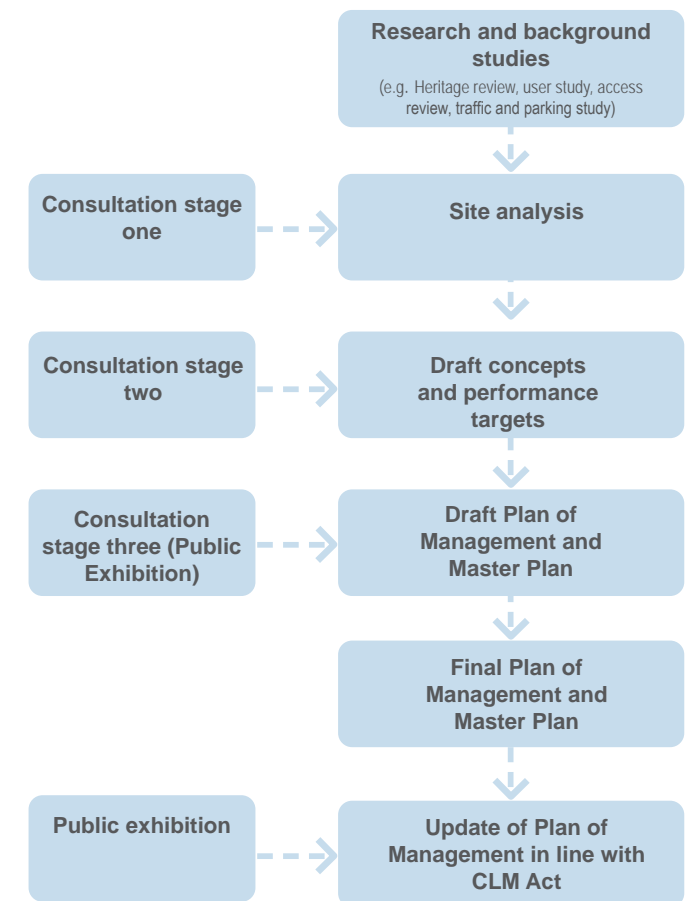 Research and background
studies
(e.g. Heritage review, user study, access
review, traffic and parking study)
Consultation stage
one
Site analysis
Consultation stage
two
Draft concepts
and performance
targets
Consultation
stage three (Public
Exhibition)
Draft Plan of
Management and
Master Plan
Final Plan of
Management and
Master Plan
Public exhibition
Update of Plan of
Management in line with
CLM Act